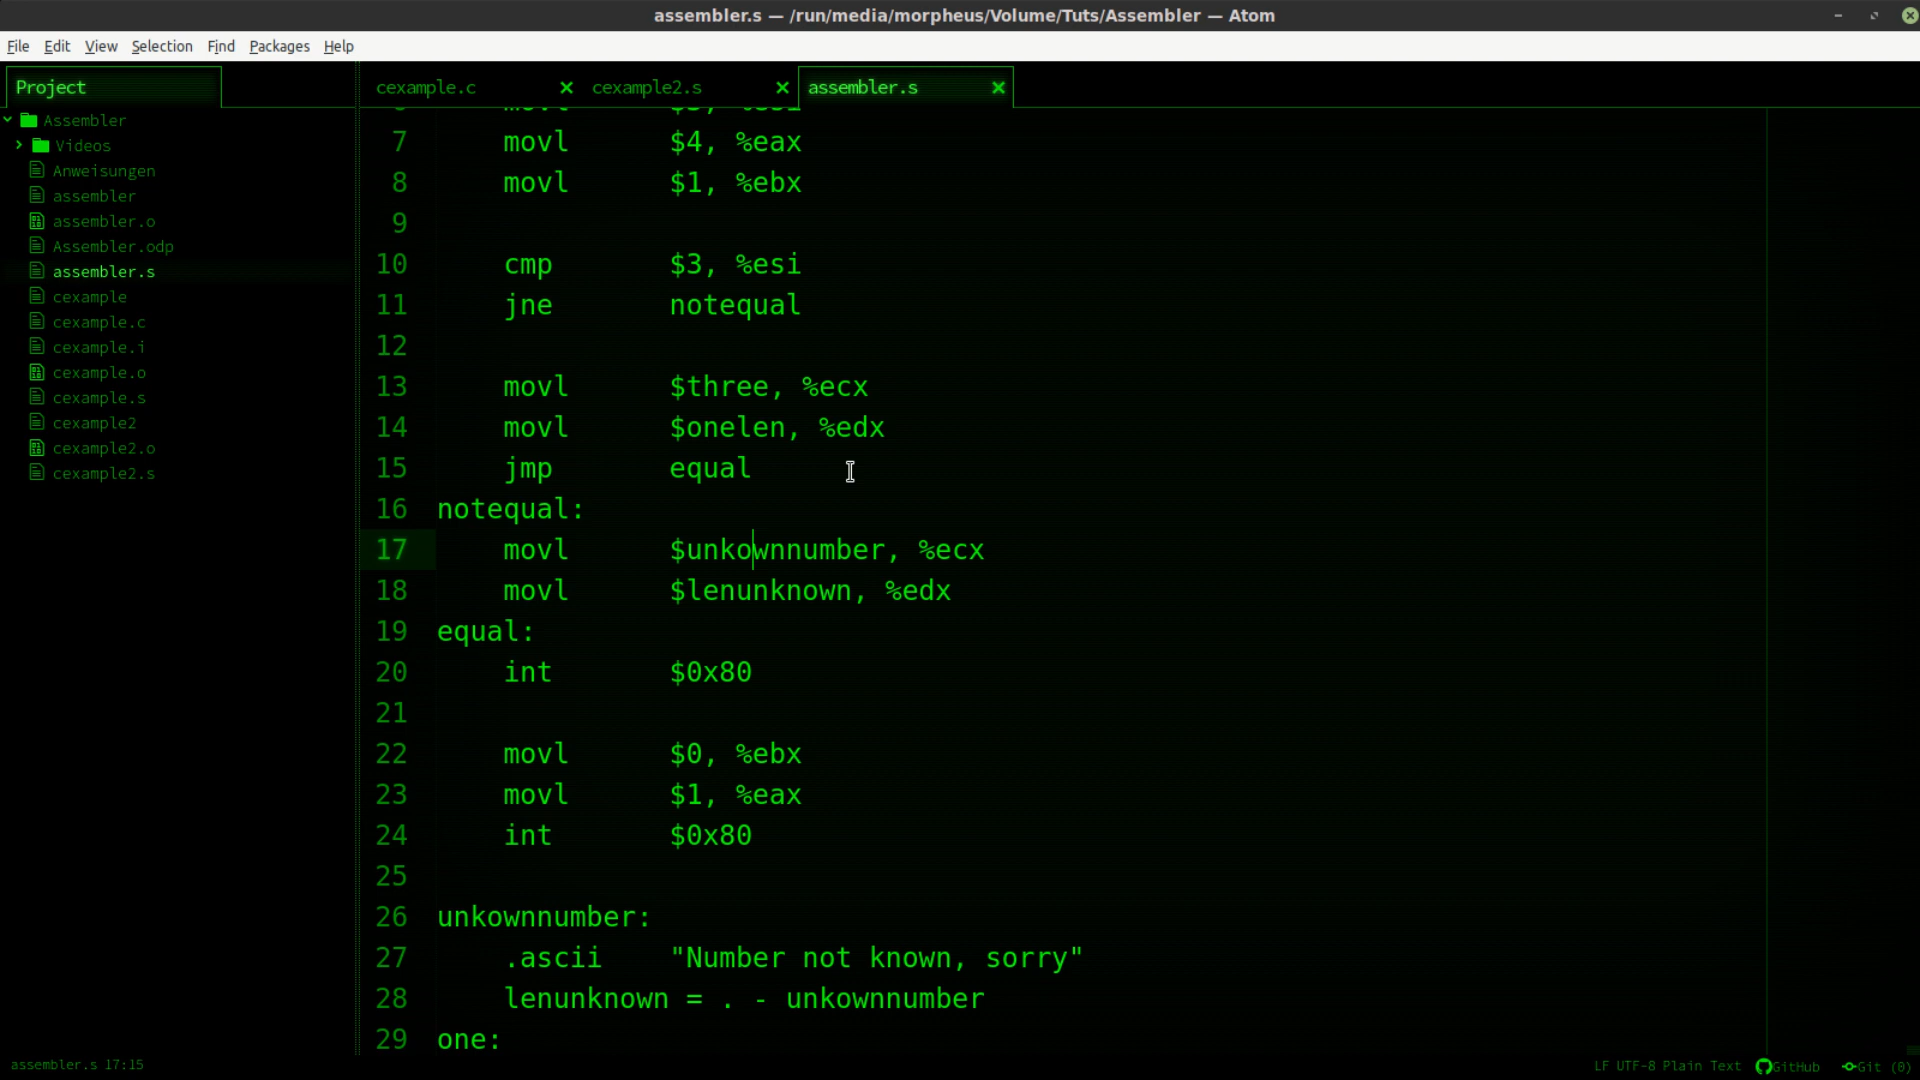 assembler.s — /run/media/morpheus/Volume/Tuts/Assembler — Atom
File Edit View Selection Find Packages Help
Project
cexample.c
cexample2.s
assembler.s
Assembler
Videos
Anweisungen
assembler
assembler.o
Assembler.odp
assembler.s
cexample
cexample.c
cexample.i
cexample.o
cexample.s
cexample2
cexample2.o
cexample2.s
7 movl $4, %eax
8 movl $1, %ebx
9
10 cmp $3, %esi
11 jne notequal
12
13 movl $three, %ecx
14 movl $onelen, %edx
15 jmp equal
16 notequal:
17 movl $unkownnumber, %ecx
18 movl $lenunknown, %edx
19 equal:
20 int $0x80
21
22 movl $0, %ebx
23 movl $1, %eax
24 int $0x80
25
26 unkownnumber:
27 .ascii "Number not known, sorry"
28 lenunknown = . - unkownnumber
29 one:
assembler.s 17:15
LF UTF-8 Plain Text GitHub Git (0)